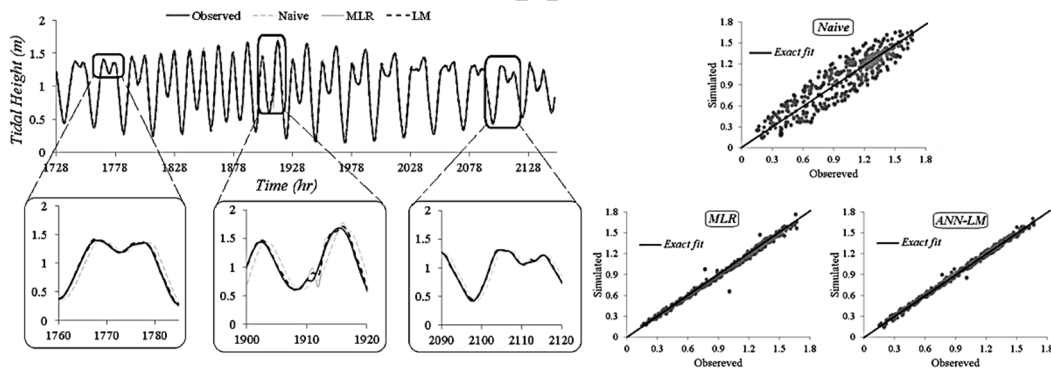 Observed Naive MLR LM
Tidal Height (m)
2
1.5
1
0.5
0
1728 1778 1828 1878 1928 1978 2028 2078 2128
Time (hr)
2
1.5
1
0.5
0
1760 1770 1780
2
1.5
1
0.5
0
1900 1910 1920
2
1.5
1
0.5
0
2090 2100 2110 2120
Naive
Exact fit
Simulated
1.8
1.5
1.2
0.9
0.6
0.3
0
0 0.3 0.6 0.9 1.2 1.5 1.8
Obsereved
MLR
Exact fit
Simulated
1.8
1.5
1.2
0.9
0.6
0.3
0
0 0.3 0.6 0.9 1.2 1.5 1.8
Obsereved
ANN-LM
Exact fit
Simulated
1.8
1.5
1.2
0.9
0.6
0.3
0
0 0.3 0.6 0.9 1.2 1.5 1.8
Obsereved